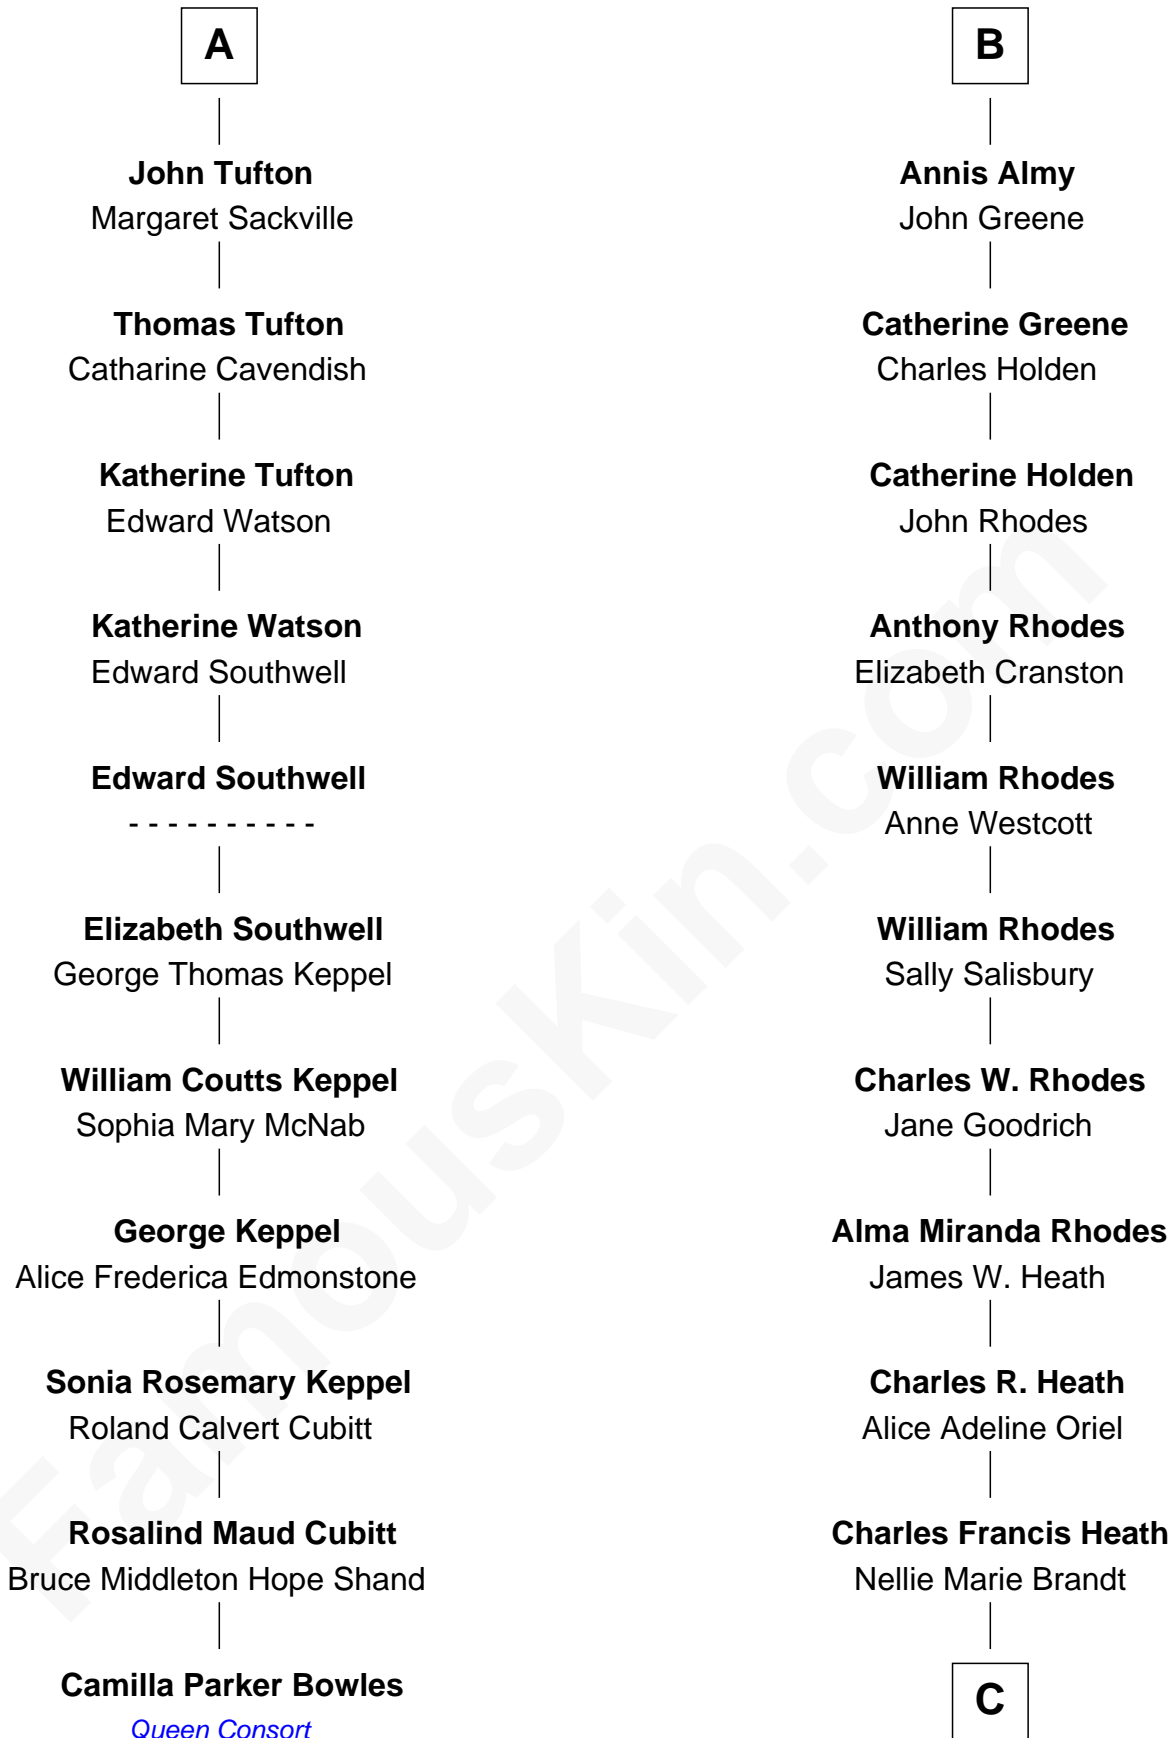 A
John Tufton
Margaret Sackville
Thomas Tufton
Catharine Cavendish
Katherine Tufton
Edward Watson
Katherine Watson
Edward Southwell
Edward Southwell
- - - - - - - - - -
Elizabeth Southwell
George Thomas Keppel
William Coutts Keppel
Sophia Mary McNab
George Keppel
Alice Frederica Edmonstone
Sonia Rosemary Keppel
Roland Calvert Cubitt
Rosalind Maud Cubitt
Bruce Middleton Hope Shand
Camilla Parker Bowles
Queen Consort
B
Annis Almy
John Greene
Catherine Greene
Charles Holden
Catherine Holden
John Rhodes
Anthony Rhodes
Elizabeth Cranston
William Rhodes
Anne Westcott
William Rhodes
Sally Salisbury
Charles W. Rhodes
Jane Goodrich
Alma Miranda Rhodes
James W. Heath
Charles R. Heath
Alice Adeline Oriel
Charles Francis Heath
Nellie Marie Brandt
C
FamousKin.com